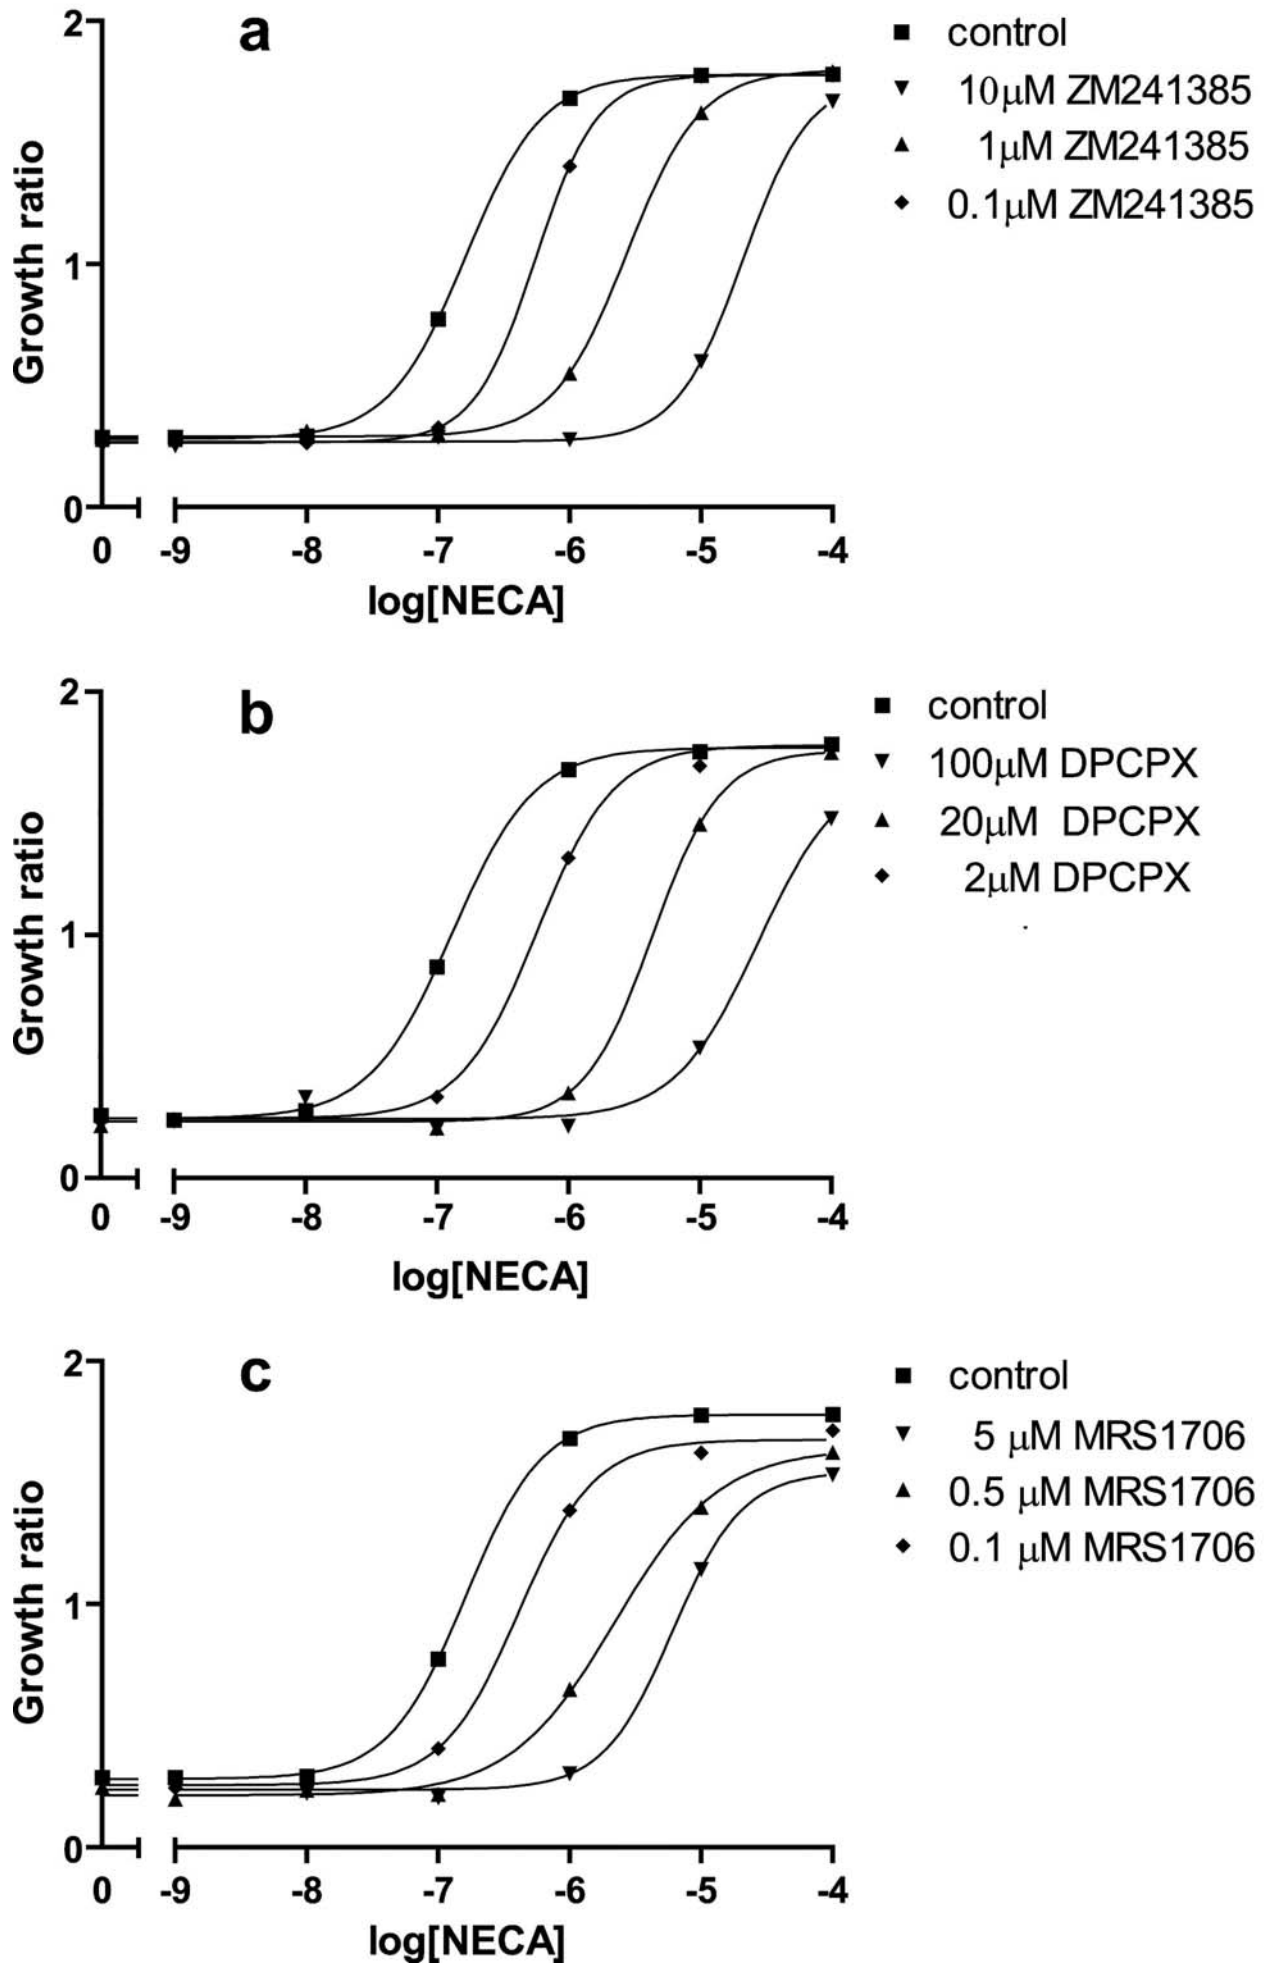 a
2
1
0
Growth ratio
0 -9 -8 -7 -6 -5 -4
log[NECA]
control
10μM ZM241385
1μM ZM241385
0.1μM ZM241385
b
2
1
0
Growth ratio
0 -9 -8 -7 -6 -5 -4
log[NECA]
control
100μM DPCPX
20μM DPCPX
2μM DPCPX
c
2
1
0
Growth ratio
0 -9 -8 -7 -6 -5 -4
log[NECA]
control
5 μM MRS1706
0.5 μM MRS1706
0.1 μM MRS1706